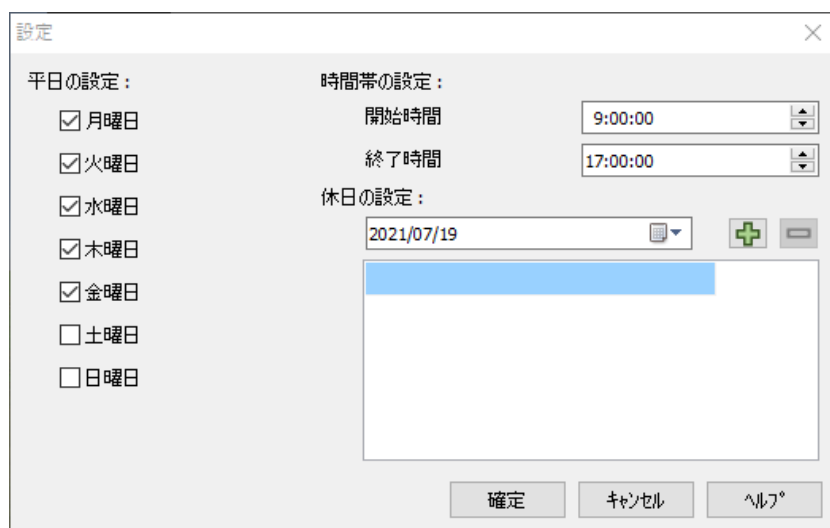 設定
平日の設定：
月曜日
火曜日
水曜日
木曜日
金曜日
土曜日
日曜日
時間帯の設定：
開始時間 9:00:00
終了時間 17:00:00
休日の設定：
2021/07/19
確定 ｷｬﾝｾﾙ ﾍﾙﾌﾟ